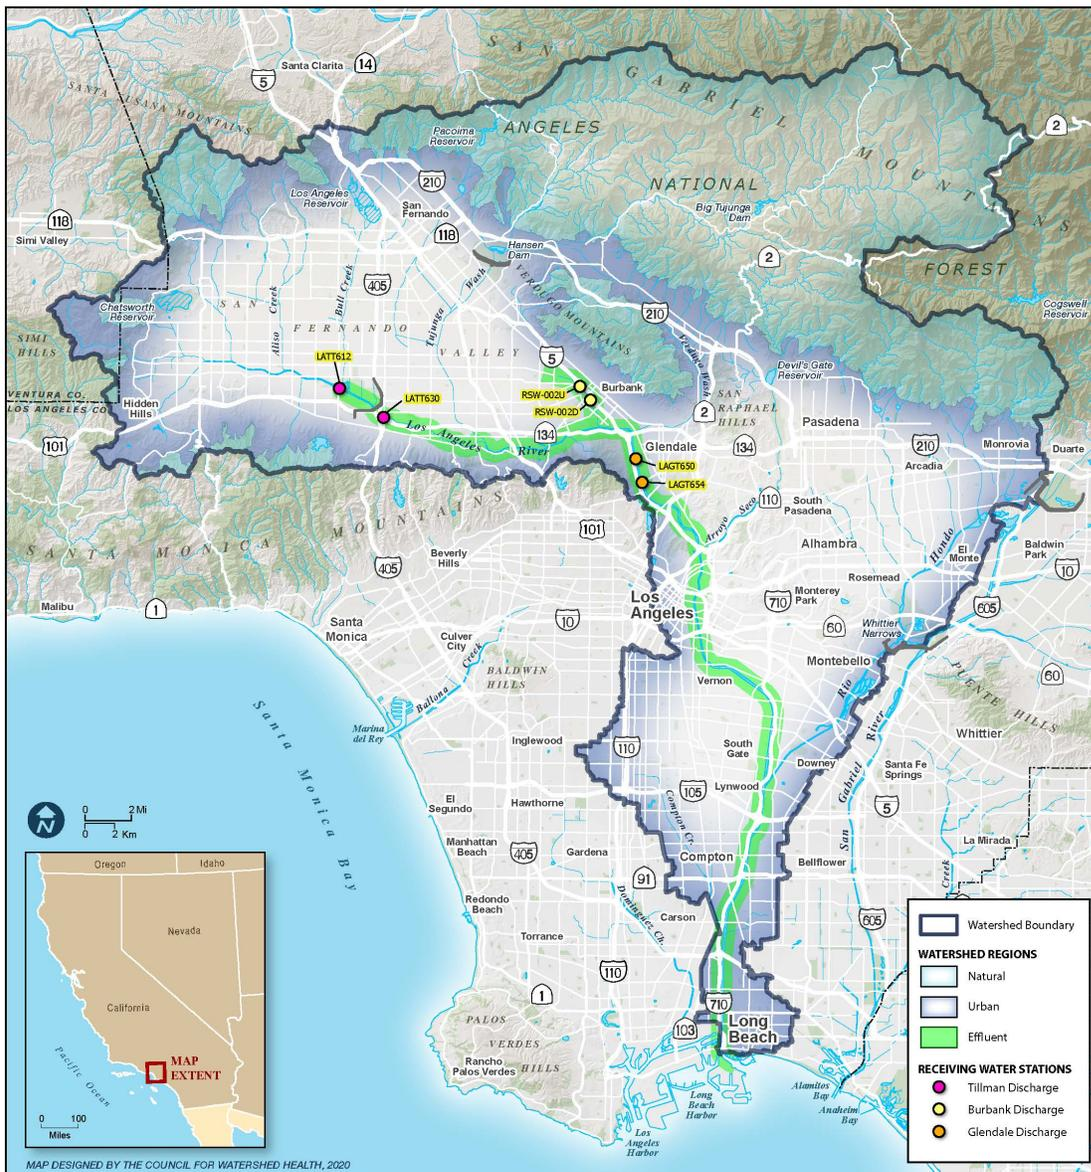 SAN
GABRIEL
MOUNTAINS
Santa Clarita
14
5
SANTA SUSANA MOUNTAINS
Pacoima
Reservoir
ANGELES
2
210
NATIONAL
Los Angeles
Reservoir
San
Fernando
Big Tujunga
Dam
118
Simi Valley
118
Hansen
Dam
2
FOREST
405
Bull Creek
Tujunga Wash
VERDUGO MOUNTAINS
Cogswell
Reservoir
Chatsworth
Reservoir
SAN
FERNANDO
VALLEY
Aliso Creek
210
Verdugo Wash
SIMI
HILLS
LATT612
5
Devil's Gate
Reservoir
RSW-002U
Burbank
VENTURA CO.
LOS ANGELES CO.
Hidden
Hills
LATT630
RSW-002D
SAN
RAPHAEL
HILLS
2
Pasadena
101
Los Angeles River
134
Glendale
134
210
Monrovia
Duarte
LAGT650
Arcadia
LAGT654
SANTA MONICA MOUNTAINS
101
Arroyo Seco
110
South
Pasadena
Hondo
Alhambra
El
Monte
Baldwin
Park
Beverly
Hills
405
10
Rosemead
Malibu
1
Los
Angeles
710
Monterey
Park
605
Santa
Monica
10
60
Whittier
Narrows
Culver
City
Montebello
60
Ballona Creek
BALDWIN
HILLS
Vernon
Rio
PUENTE HILLS
Marina
del Rey
Inglewood
110
South
Gate
Whittier
Santa Monica Bay
Downey
Santa Fe
Springs
San Gabriel River
N
0 2 Mi
0 2 Km
El
Segundo
Hawthorne
105
Lynwood
5
Compton Cr.
Manhattan
Beach
405
Gardena
Compton
Bellflower
La Mirada
Creek
91
Oregon
Idaho
Nevada
California
Pacific Ocean
MAP
EXTENT
0 100
Miles
Redondo
Beach
Dominguez Ch.
Carson
605
Torrance
110
1
710
PALOS
VERDES
HILLS
103
Long
Beach
Rancho
Palos Verdes
Alamitos
Bay
Long
Beach
Harbor
Anaheim
Bay
Los
Angeles
Harbor
Watershed Boundary
WATERSHED REGIONS
Natural
Urban
Effluent
RECEIVING WATER STATIONS
Tillman Discharge
Burbank Discharge
Glendale Discharge
MAP DESIGNED BY THE COUNCIL FOR WATERSHED HEALTH, 2020